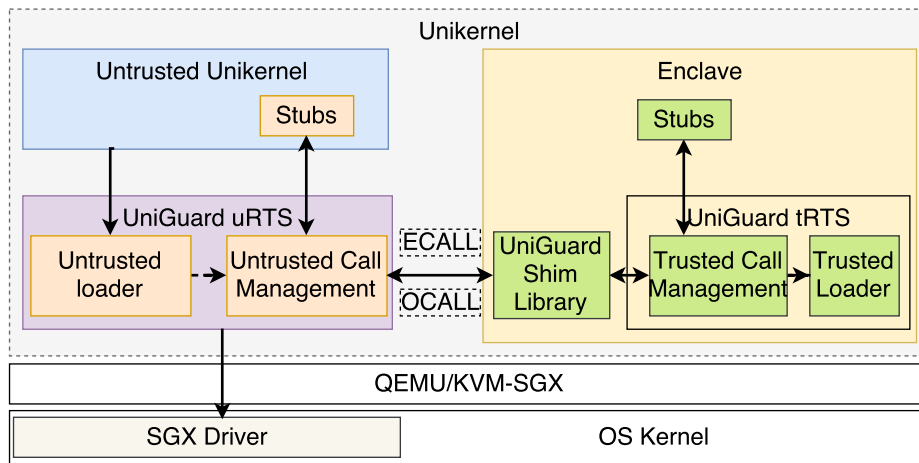 Unikernel
Untrusted Unikernel
Stubs
Enclave
Stubs
UniGuard uRTS
Untrusted
loader
Untrusted Call
Management
ECALL
OCALL
UniGuard
Shim
Library
UniGuard tRTS
Trusted Call
Management
Trusted
Loader
QEMU/KVM-SGX
SGX Driver
OS Kernel